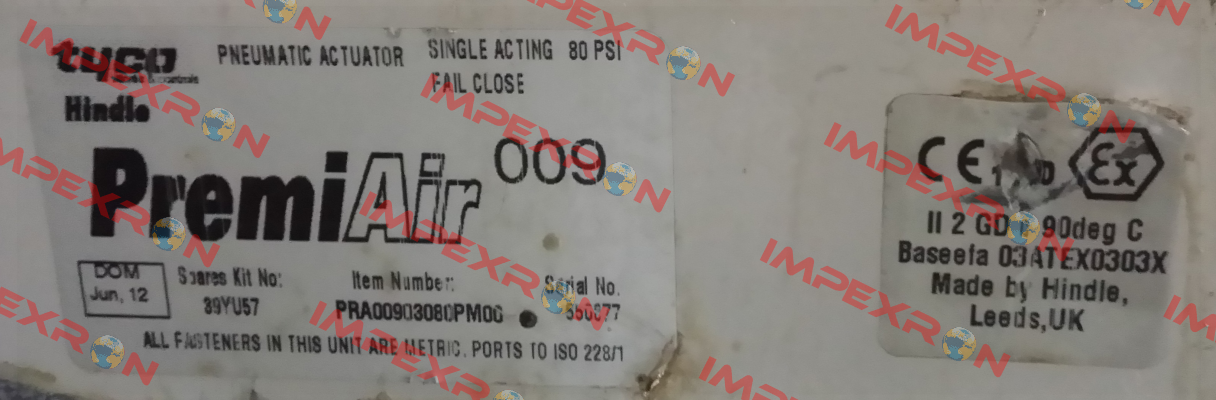 tyco
PNEUMATIC ACTUATOR SINGLE ACTING 80 PSI
FAIL CLOSE
Hindle
PremiAir 009
DOM
Jun, 12
Spares Kit No:
39YU57
Item Number:
PRA00903080PM00
Serial No.
ALL FASTENERS IN THIS UNIT ARE METRIC. PORTS TO ISO 228/1
CE Ex
II 2 GD 90deg C
Baseefa 03ATEX0303X
Made by Hindle,
Leeds,UK
IMPEXRON